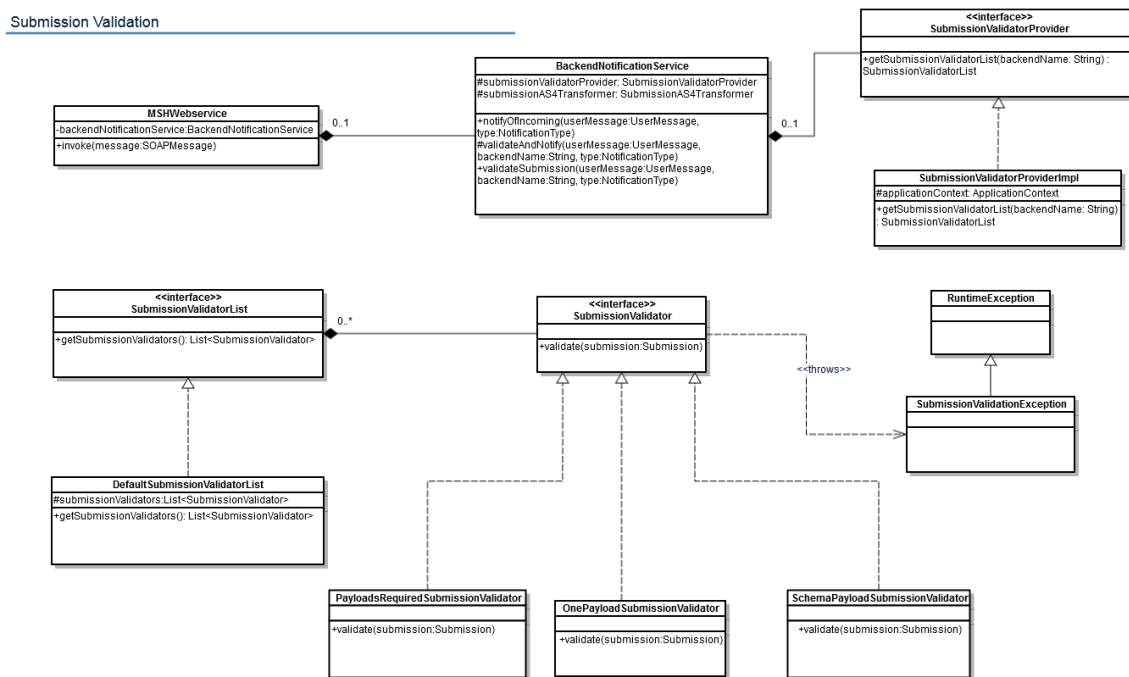 Submission Validation
<<interface>>
SubmissionValidatorProvider
+getSubmissionValidatorList(backendName: String) :
SubmissionValidatorList
BackendNotificationService
#submissionValidatorProvider: SubmissionValidatorProvider
#submissionAS4Transformer: SubmissionAS4Transformer
+notifyOfIncoming(userMessage:UserMessage,
type:NotificationType)
#validateAndNotify(userMessage:UserMessage,
backendName:String, type:NotificationType)
+validateSubmission(userMessage:UserMessage,
backendName:String, type:NotificationType)
0..1
MSHWebservice
-backendNotificationService:BackendNotificationService
+invoke(message:SOAPMessage)
0..1
SubmissionValidatorProviderImpl
#applicationContext: ApplicationContext
+getSubmissionValidatorList(backendName: String)
: SubmissionValidatorList
<<interface>>
SubmissionValidatorList
+getSubmissionValidators(): List<SubmissionValidator>
0..*
<<interface>>
SubmissionValidator
+validate(submission:Submission)
RuntimeException
<<throws>>
SubmissionValidationException
DefaultSubmissionValidatorList
#submissionValidators:List<SubmissionValidator>
+getSubmissionValidators(): List<SubmissionValidator>
PayloadsRequiredSubmissionValidator
+validate(submission:Submission)
OnePayloadSubmissionValidator
+validate(submission:Submission)
SchemaPayloadSubmissionValidator
+validate(submission:Submission)